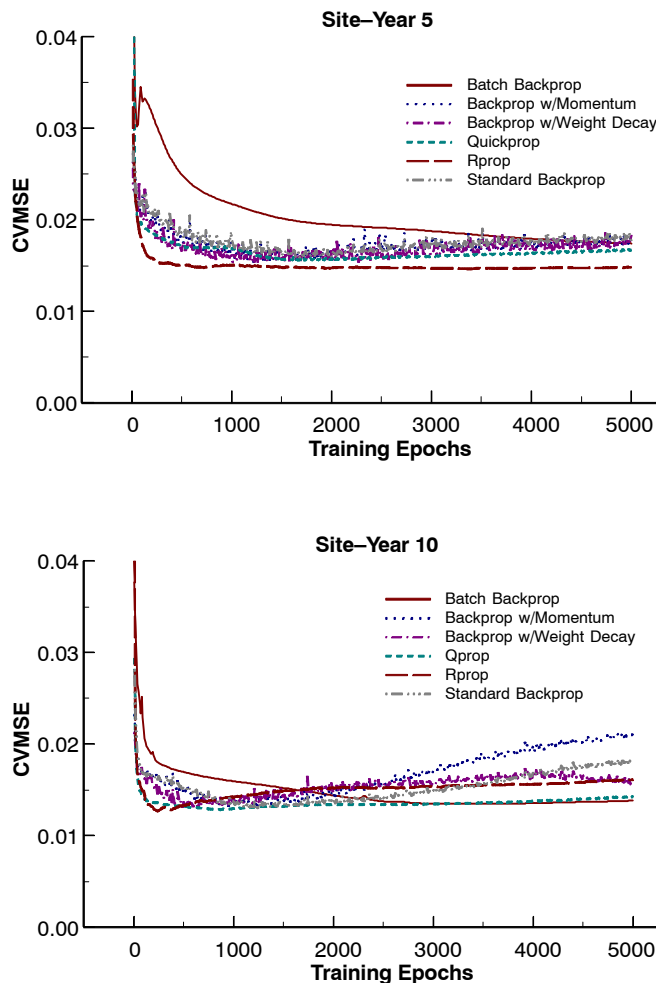 Site–Year 5
0.04
0.03
0.02
0.01
0.00
CVMSE
Batch Backprop
Backprop w/Momentum
Backprop w/Weight Decay
Quickprop
Rprop
Standard Backprop
0 1000 2000 3000 4000 5000
Training Epochs
Site–Year 10
0.04
0.03
0.02
0.01
0.00
CVMSE
Batch Backprop
Backprop w/Momentum
Backprop w/Weight Decay
Qprop
Rprop
Standard Backprop
0 1000 2000 3000 4000 5000
Training Epochs